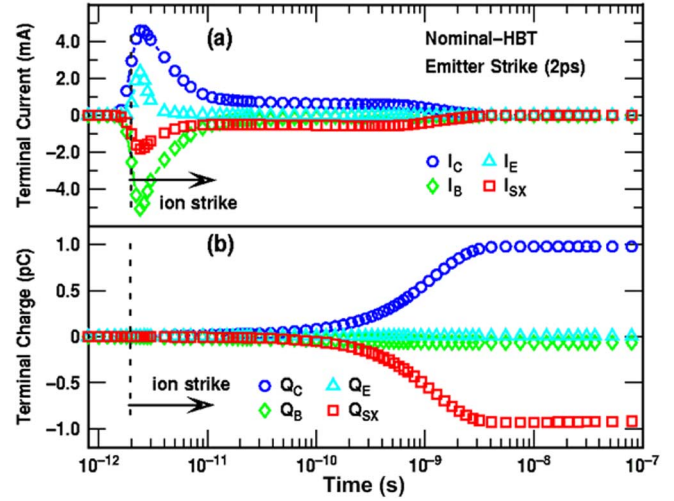 (a)
Nominal–HBT
Emitter Strike (2ps)
Terminal Current (mA)
4.0
2.0
0
-2.0
-4.0
I_C
I_E
I_B
I_SX
ion strike
(b)
Terminal Charge (pC)
1.0
0.5
0
-0.5
-1.0
ion strike
Q_C
Q_E
Q_B
Q_SX
10⁻¹²
10⁻¹¹
10⁻¹⁰
10⁻⁹
10⁻⁸
10⁻⁷
Time (s)